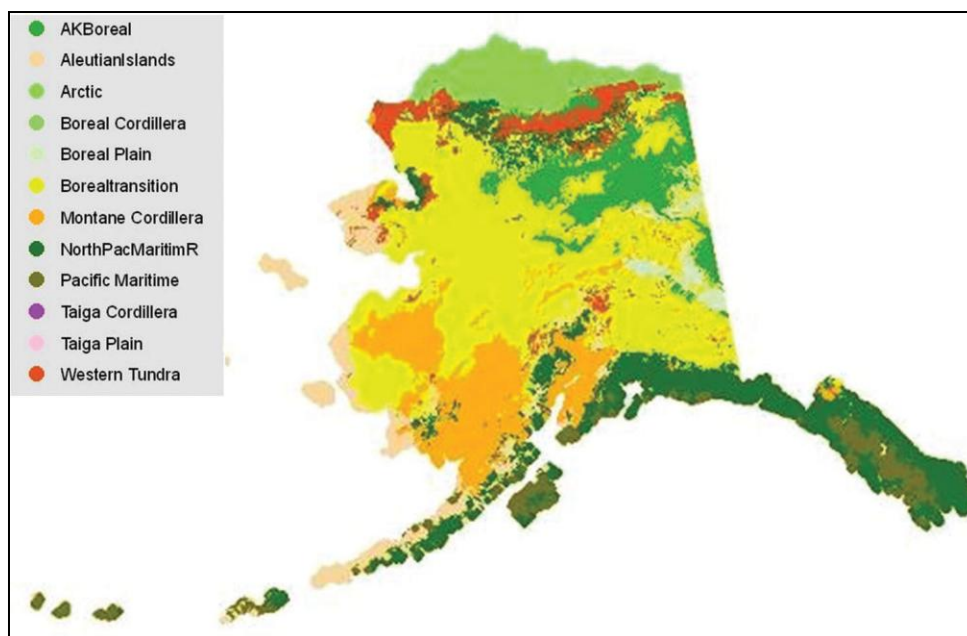 AKBoreal
AleutianIslands
Arctic
Boreal Cordillera
Boreal Plain
Borealtransition
Montane Cordillera
NorthPacMaritimR
Pacific Maritime
Taiga Cordillera
Taiga Plain
Western Tundra